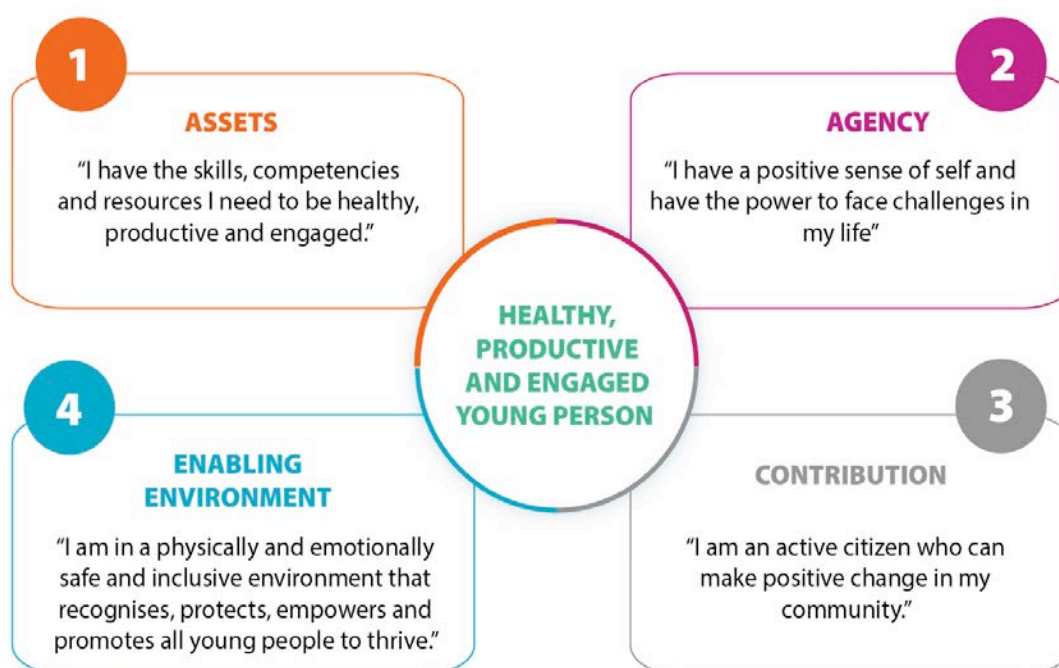 1
ASSETS
“I have the skills, competencies
and resources I need to be healthy,
productive and engaged.”
2
AGENCY
“I have a positive sense of self and
have the power to face challenges in
my life”
HEALTHY,
PRODUCTIVE
AND ENGAGED
YOUNG PERSON
4
ENABLING
ENVIRONMENT
“I am in a physically and emotionally
safe and inclusive environment that
recognises, protects, empowers and
promotes all young people to thrive.”
3
CONTRIBUTION
“I am an active citizen who can
make positive change in my
community.”